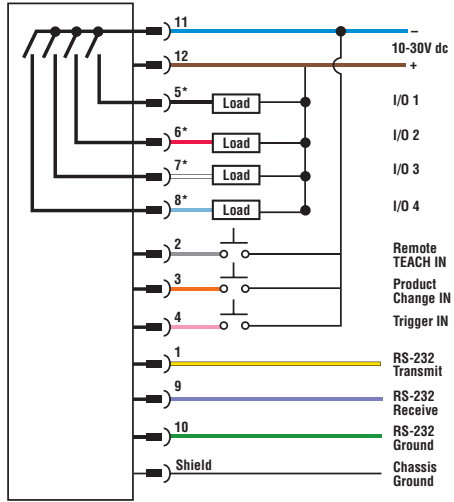 11
–
10-30V dc
12
+
5*
Load
I/O 1
6*
Load
I/O 2
7*
Load
I/O 3
8*
Load
I/O 4
2
Remote
TEACH IN
3
Product
Change IN
4
Trigger IN
1
RS-232
Transmit
9
RS-232
Receive
10
RS-232
Ground
Shield
Chassis
Ground